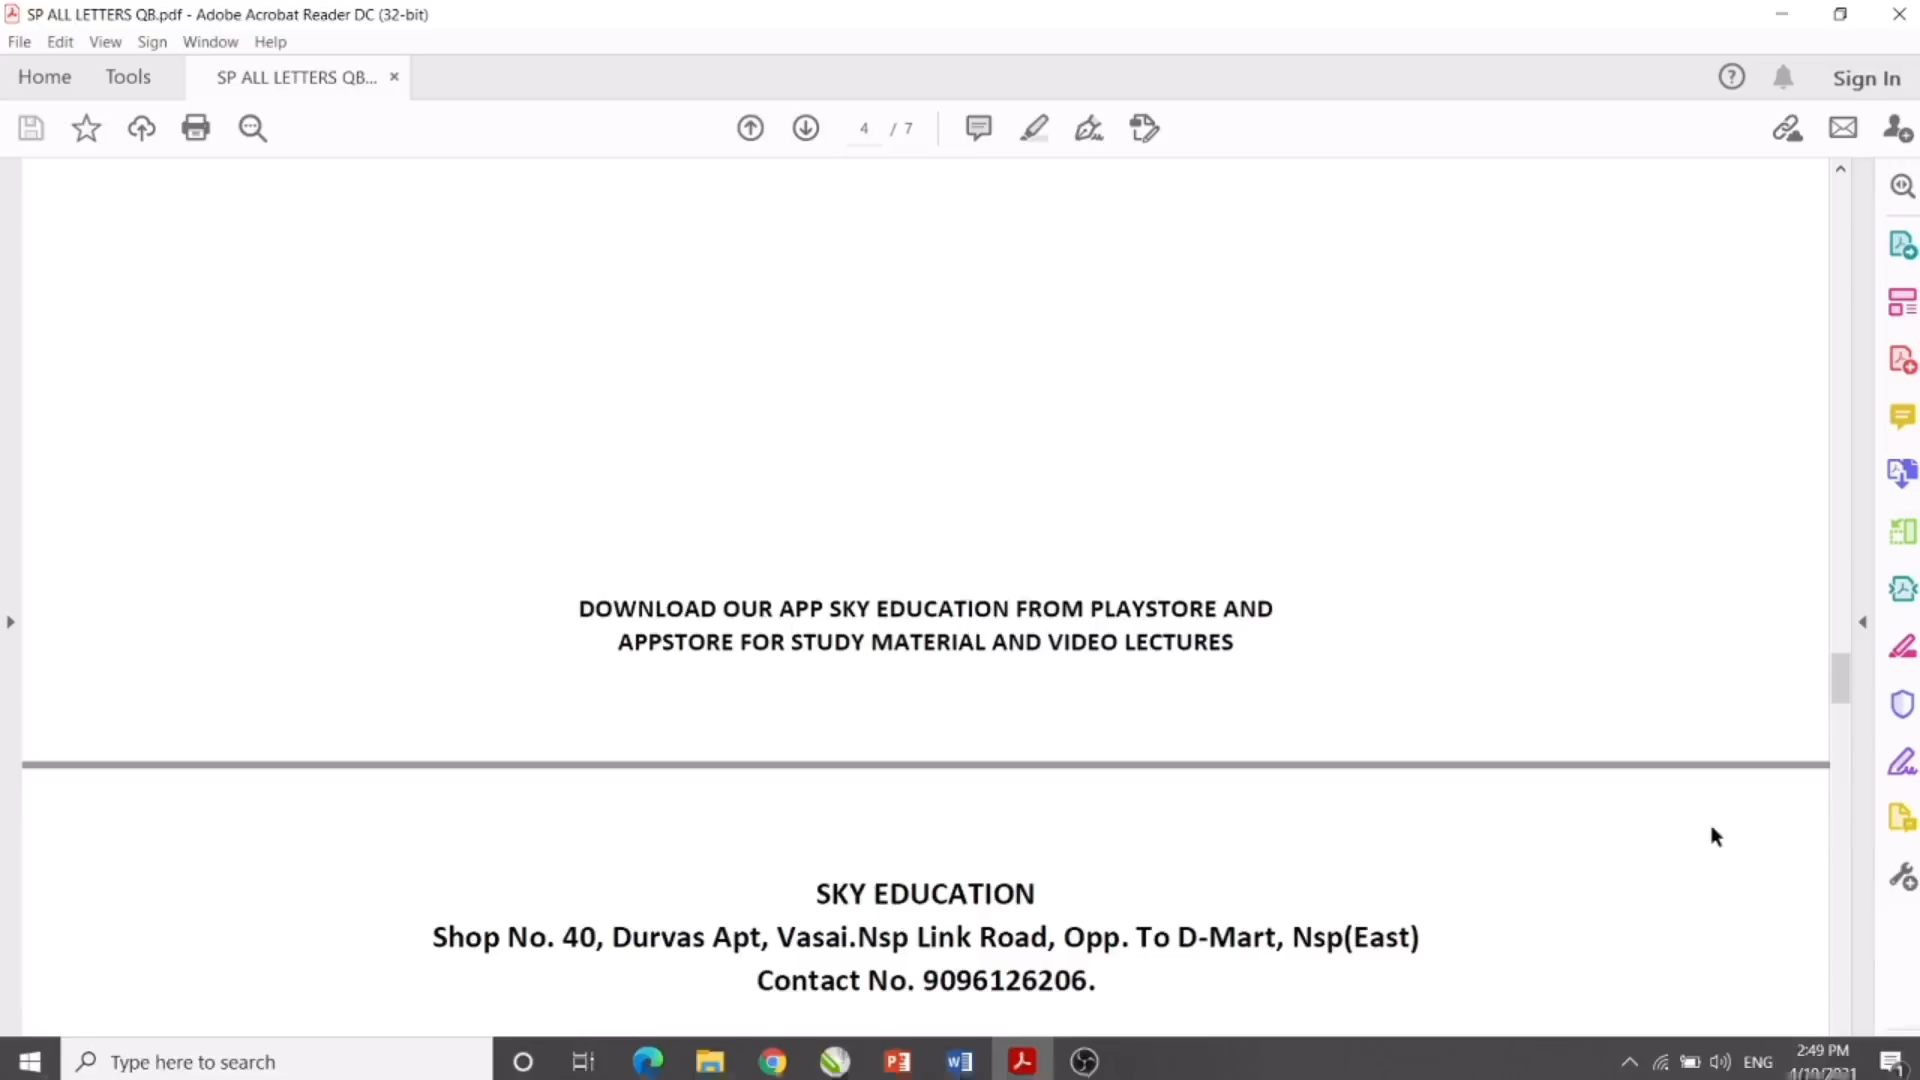 SP ALL LETTERS QB.pdf - Adobe Acrobat Reader DC (32-bit)
File Edit View Sign Window Help
Home Tools SP ALL LETTERS QB... × Sign In
4 / 7
DOWNLOAD OUR APP SKY EDUCATION FROM PLAYSTORE AND
APPSTORE FOR STUDY MATERIAL AND VIDEO LECTURES
SKY EDUCATION
Shop No. 40, Durvas Apt, Vasai.Nsp Link Road, Opp. To D-Mart, Nsp(East)
Contact No. 9096126206.
Type here to search
ENG
2:49 PM
4/10/2021